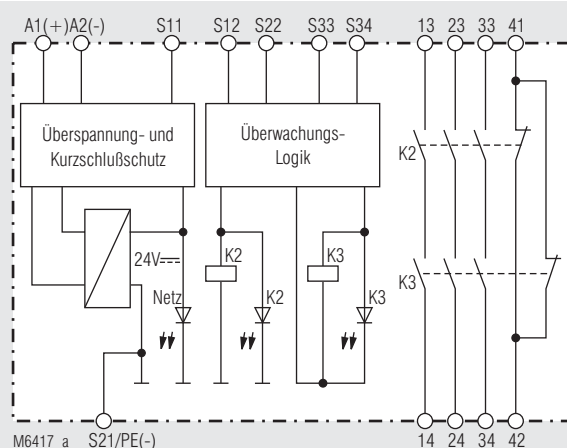 A1(+) A2(-) S11 S12 S22 S33 S34 13 23 33 41
Überspannung- und
Kurzschlußschutz
Überwachungs-
Logik
K2
24V
K2
K3
K3
Netz
K2
K3
M6417_a S21/PE(-) 14 24 34 42